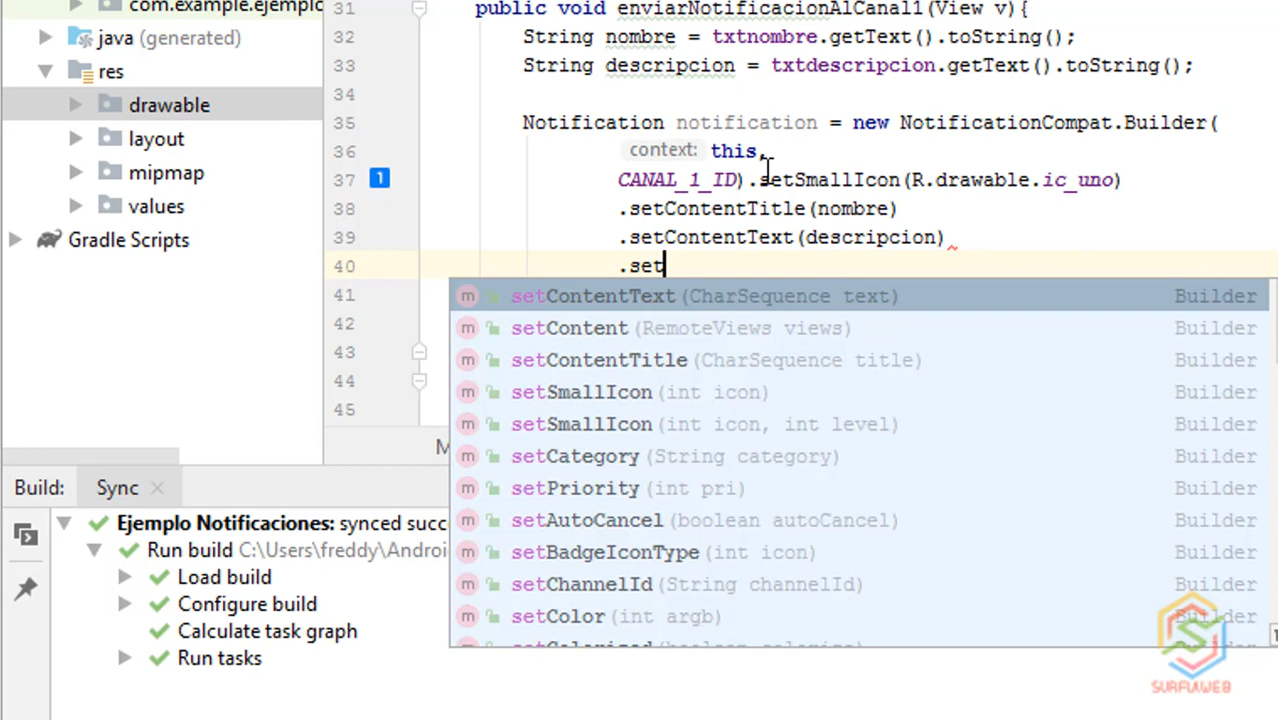 com.example.ejemplo
java (generated)
res
drawable
layout
mipmap
values
Gradle Scripts
31 public void enviarNotificacionAlCanal1(View v){
32 String nombre = txtnombre.getText().toString();
33 String descripcion = txtdescripcion.getText().toString();
34
35 Notification notification = new NotificationCompat.Builder(
36 context: this,
37 1 CANAL_1_ID).setSmallIcon(R.drawable.ic_uno)
38 .setContentTitle(nombre)
39 .setContentText(descripcion)
40 .set
41
42
43
44
45
m setContentText(CharSequence text) Builder
m setContent(RemoteViews views) Builder
m setContentTitle(CharSequence title) Builder
m setSmallIcon(int icon) Builder
m setSmallIcon(int icon, int level) Builder
m setCategory(String category) Builder
m setPriority(int pri) Builder
m setAutoCancel(boolean autoCancel) Builder
m setBadgeIconType(int icon) Builder
m setChannelId(String channelId) Builder
m setColor(int argb) Builder
M
Build: Sync
Ejemplo Notificaciones: synced succ
Run build C:\Users\freddy\Androi
Load build
Configure build
Calculate task graph
Run tasks
SURFULWEB